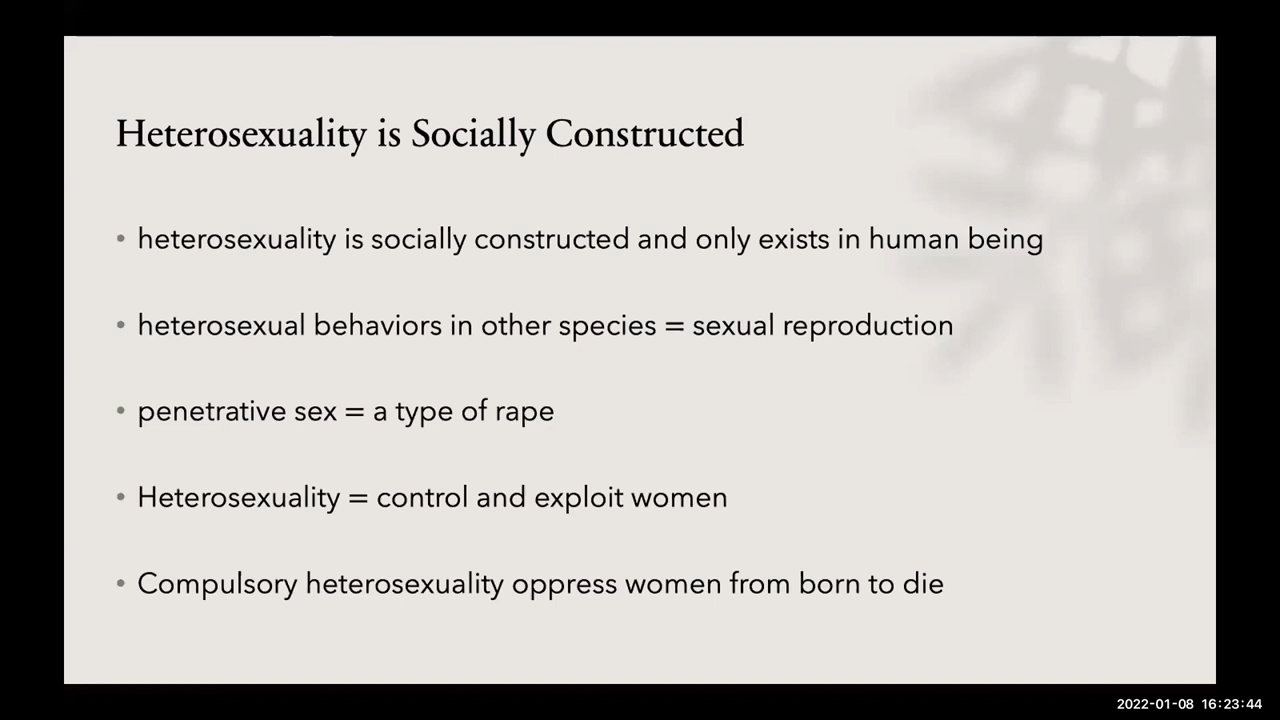 Heterosexuality is Socially Constructed
• heterosexuality is socially constructed and only exists in human being
• heterosexual behaviors in other species = sexual reproduction
• penetrative sex = a type of rape
• Heterosexuality = control and exploit women
• Compulsory heterosexuality oppress women from born to die
2022-01-08 16:23:44